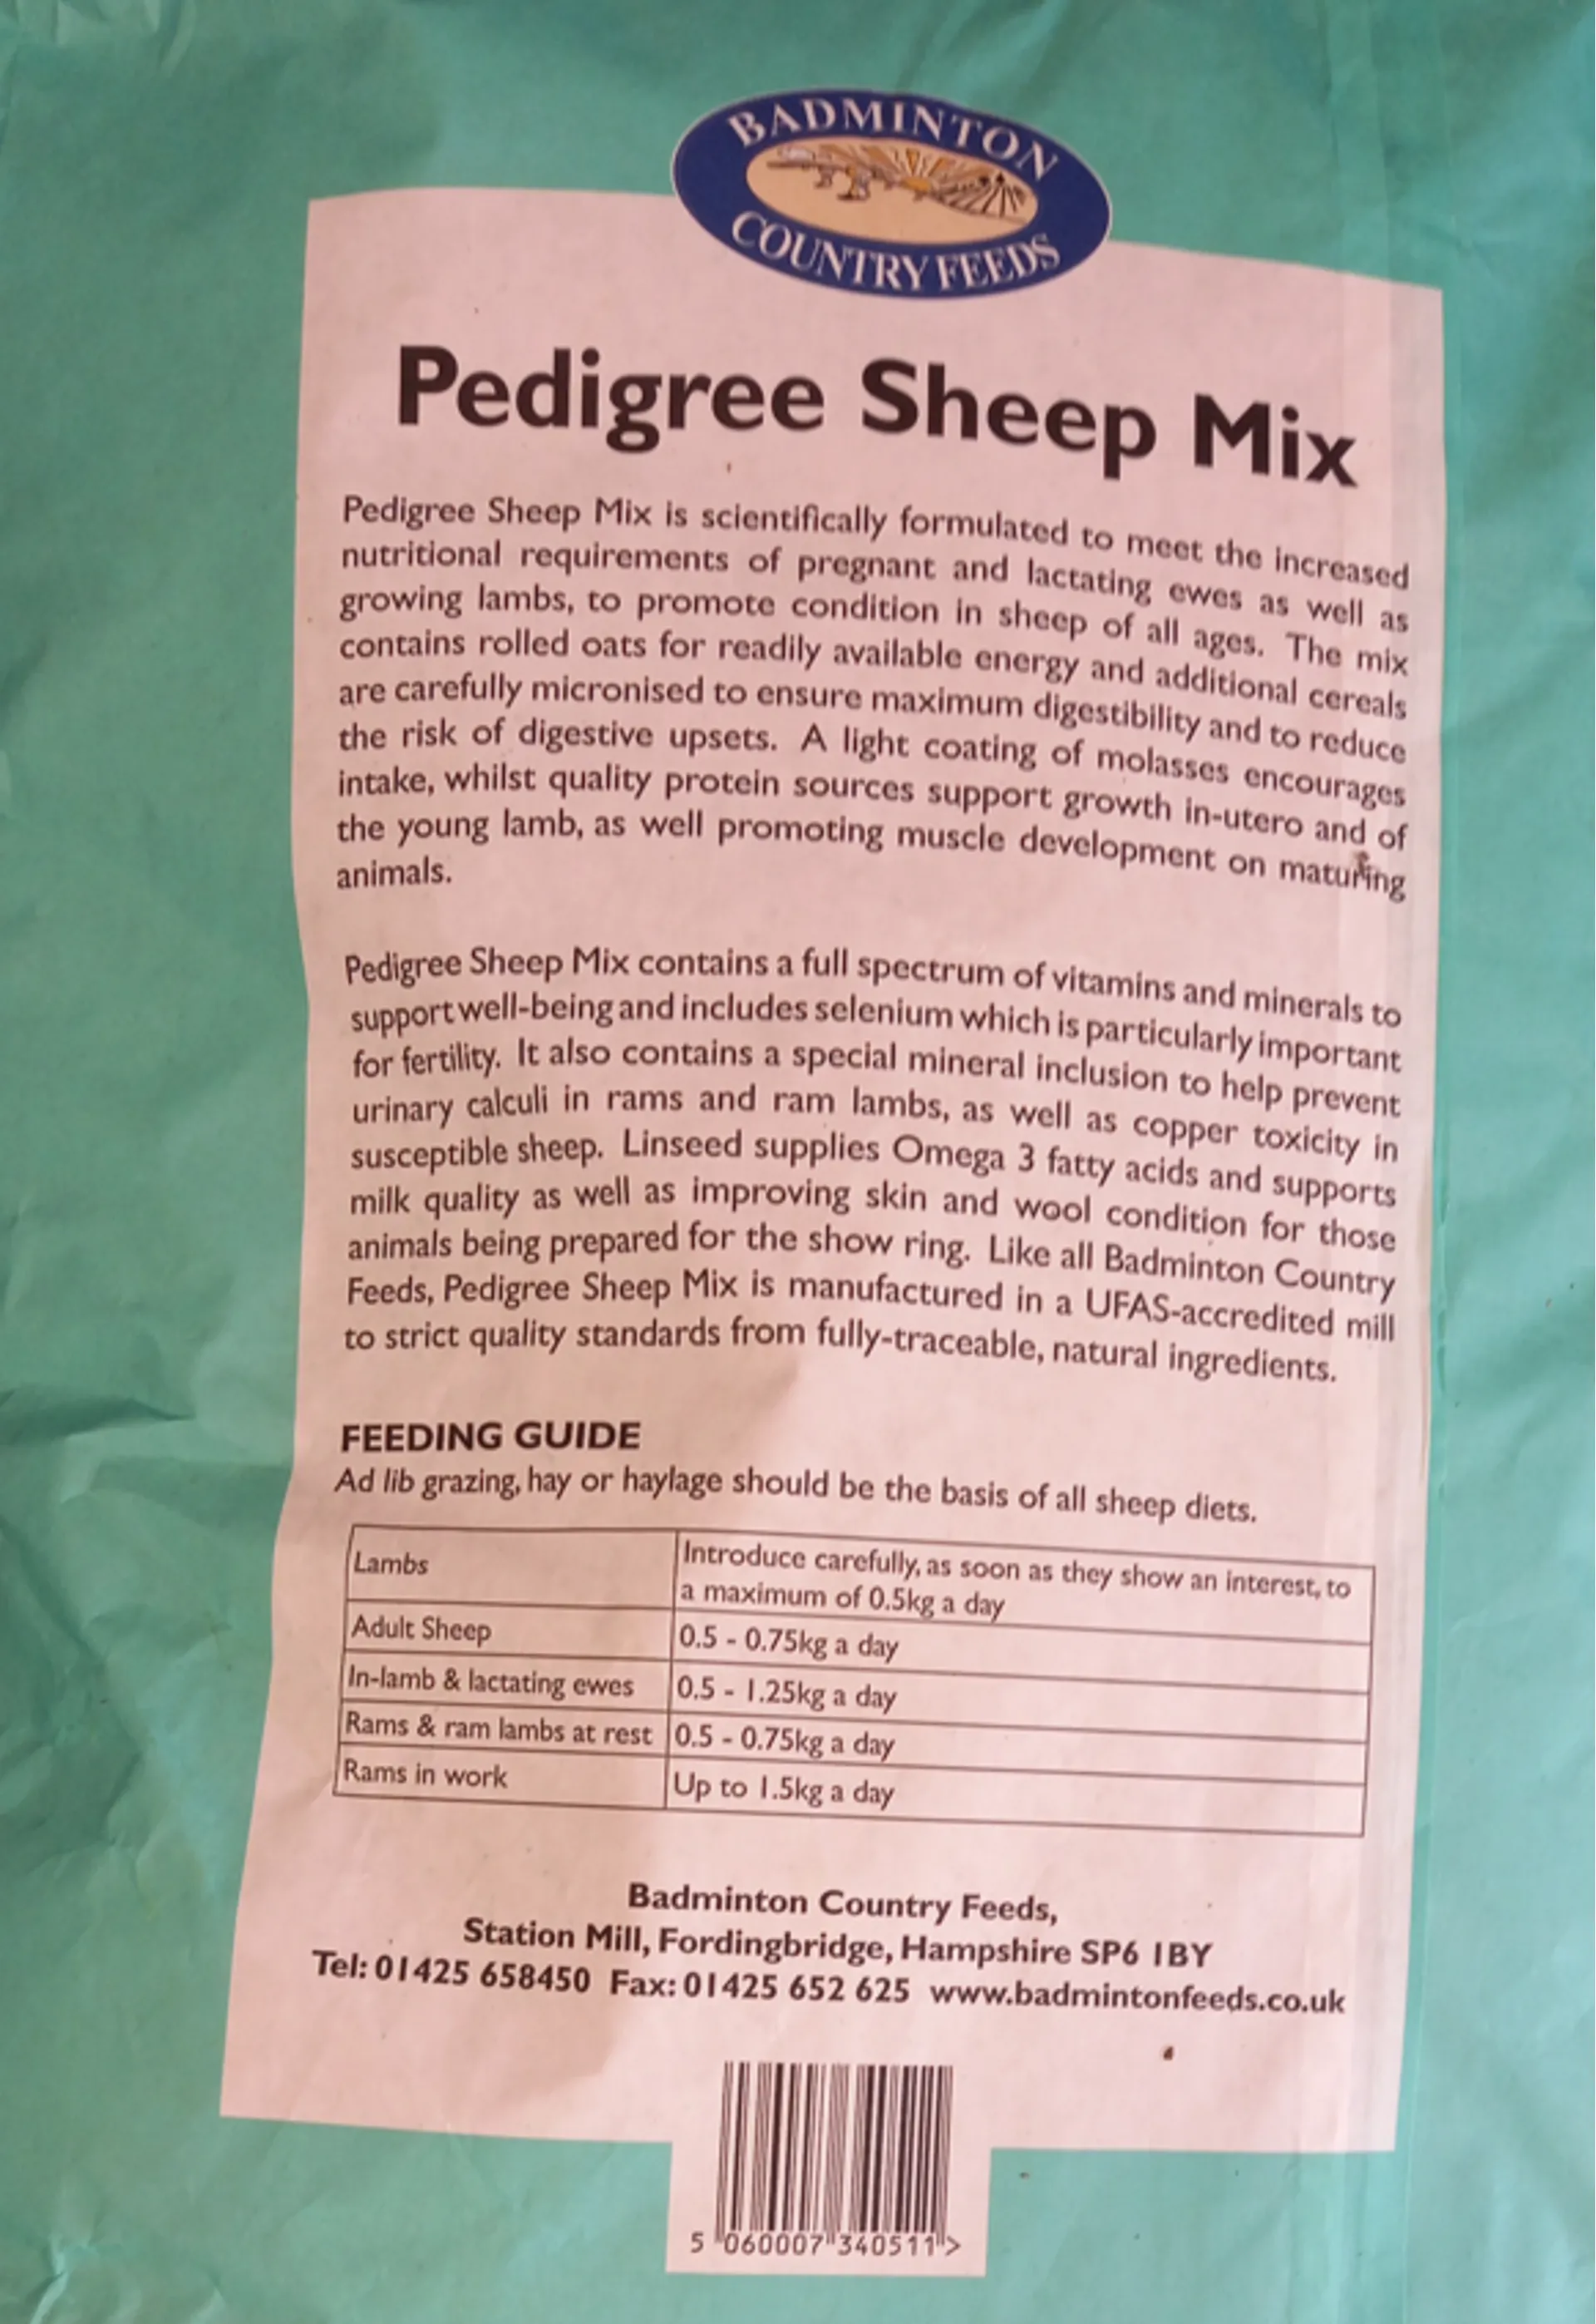 BADMINTON
COUNTRY FEEDS
Pedigree Sheep Mix
Pedigree Sheep Mix is scientifically formulated to meet the increased
nutritional requirements of pregnant and lactating ewes as well as
growing lambs, to promote condition in sheep of all ages. The mix
contains rolled oats for readily available energy and additional cereals
are carefully micronised to ensure maximum digestibility and to reduce
the risk of digestive upsets. A light coating of molasses encourages
intake, whilst quality protein sources support growth in-utero and of
the young lamb, as well promoting muscle development on maturing
animals.
Pedigree Sheep Mix contains a full spectrum of vitamins and minerals to
support well-being and includes selenium which is particularly important
for fertility. It also contains a special mineral inclusion to help prevent
urinary calculi in rams and ram lambs, as well as copper toxicity in
susceptible sheep. Linseed supplies Omega 3 fatty acids and supports
milk quality as well as improving skin and wool condition for those
animals being prepared for the show ring. Like all Badminton Country
Feeds, Pedigree Sheep Mix is manufactured in a UFAS-accredited mill
to strict quality standards from fully-traceable, natural ingredients.
FEEDING GUIDE
Ad lib grazing, hay or haylage should be the basis of all sheep diets.
Lambs
Introduce carefully, as soon as they show an interest, to
a maximum of 0.5kg a day
Adult Sheep 0.5 - 0.75kg a day
In-lamb & lactating ewes 0.5 - 1.25kg a day
Rams & ram lambs at rest 0.5 - 0.75kg a day
Rams in work Up to 1.5kg a day
Badminton Country Feeds,
Station Mill, Fordingbridge, Hampshire SP6 1BY
Tel: 01425 658450 Fax: 01425 652 625 www.badmintonfeeds.co.uk
5 060007 340511 >